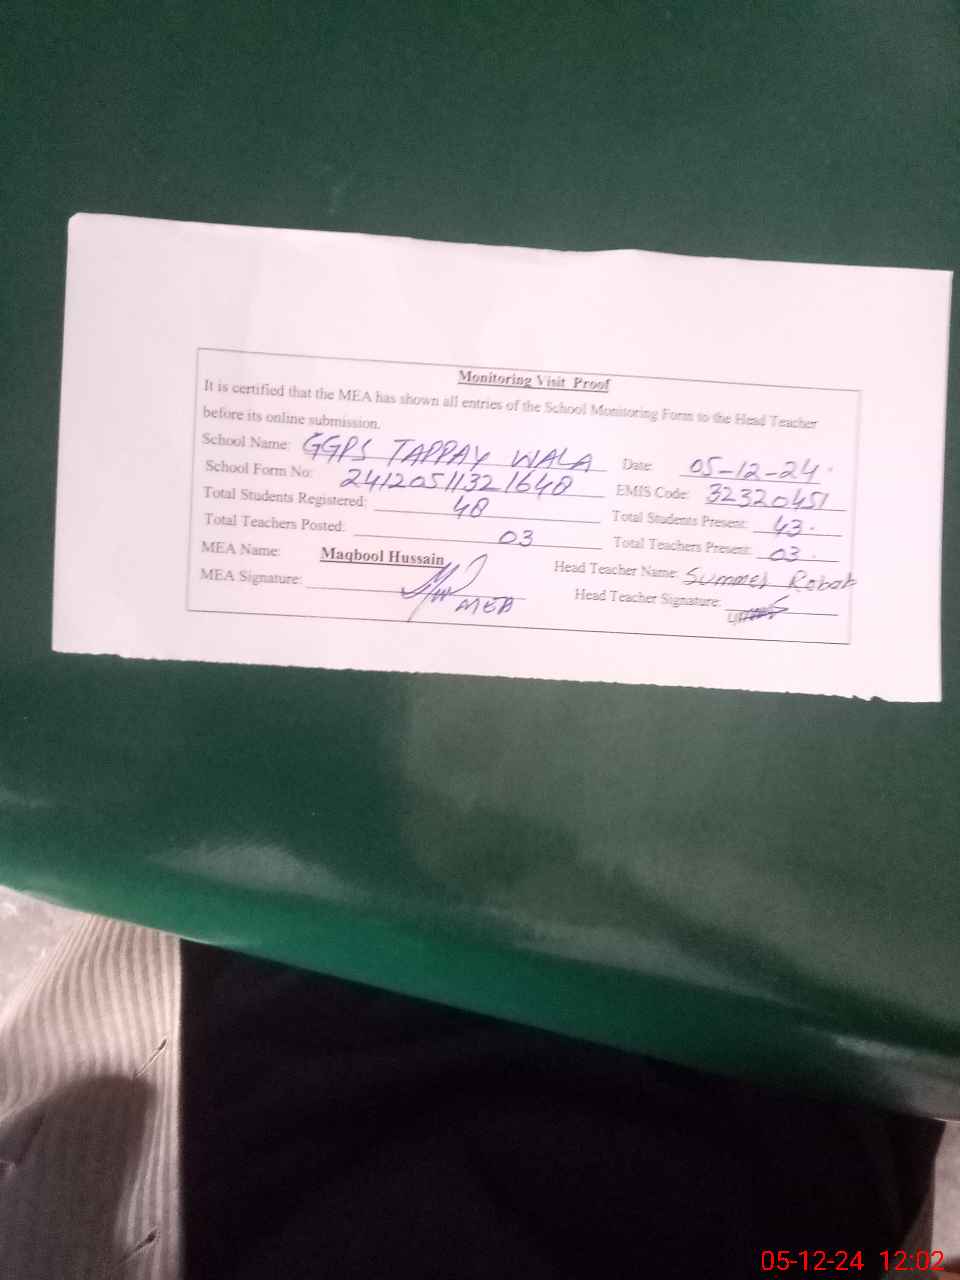 Monitoring Visit Proof
It is certified that the MEA has shown all entries of the School Monitoring Form to the Head Teacher
before its online submission.
School Name: GGPS TAPPAY WALA Date: 05-12-24.
School Form No: 24120511321640 EMIS Code: 32320451
Total Students Registered: 48 Total Students Present: 43.
Total Teachers Posted: 03 Total Teachers Present: 03.
MEA Name: Maqbool Hussain Head Teacher Name: Summer Robab
MEA Signature: MEA Head Teacher Signature:
05-12-24 12:02